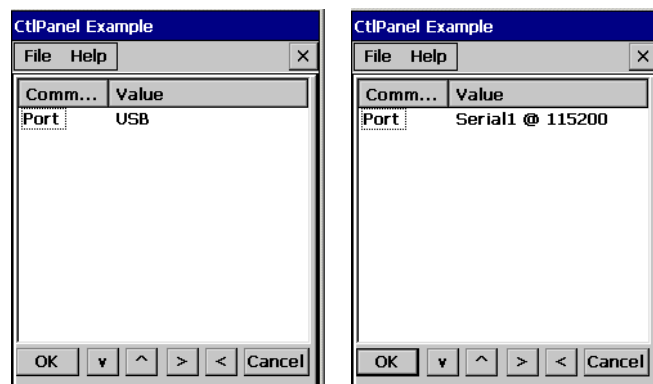 CtlPanel Example
File Help ×
Comm... Value
Port USB
OK v ^ > < Cancel
CtlPanel Example
File Help ×
Comm... Value
Port Serial1 @ 115200
OK v ^ > < Cancel